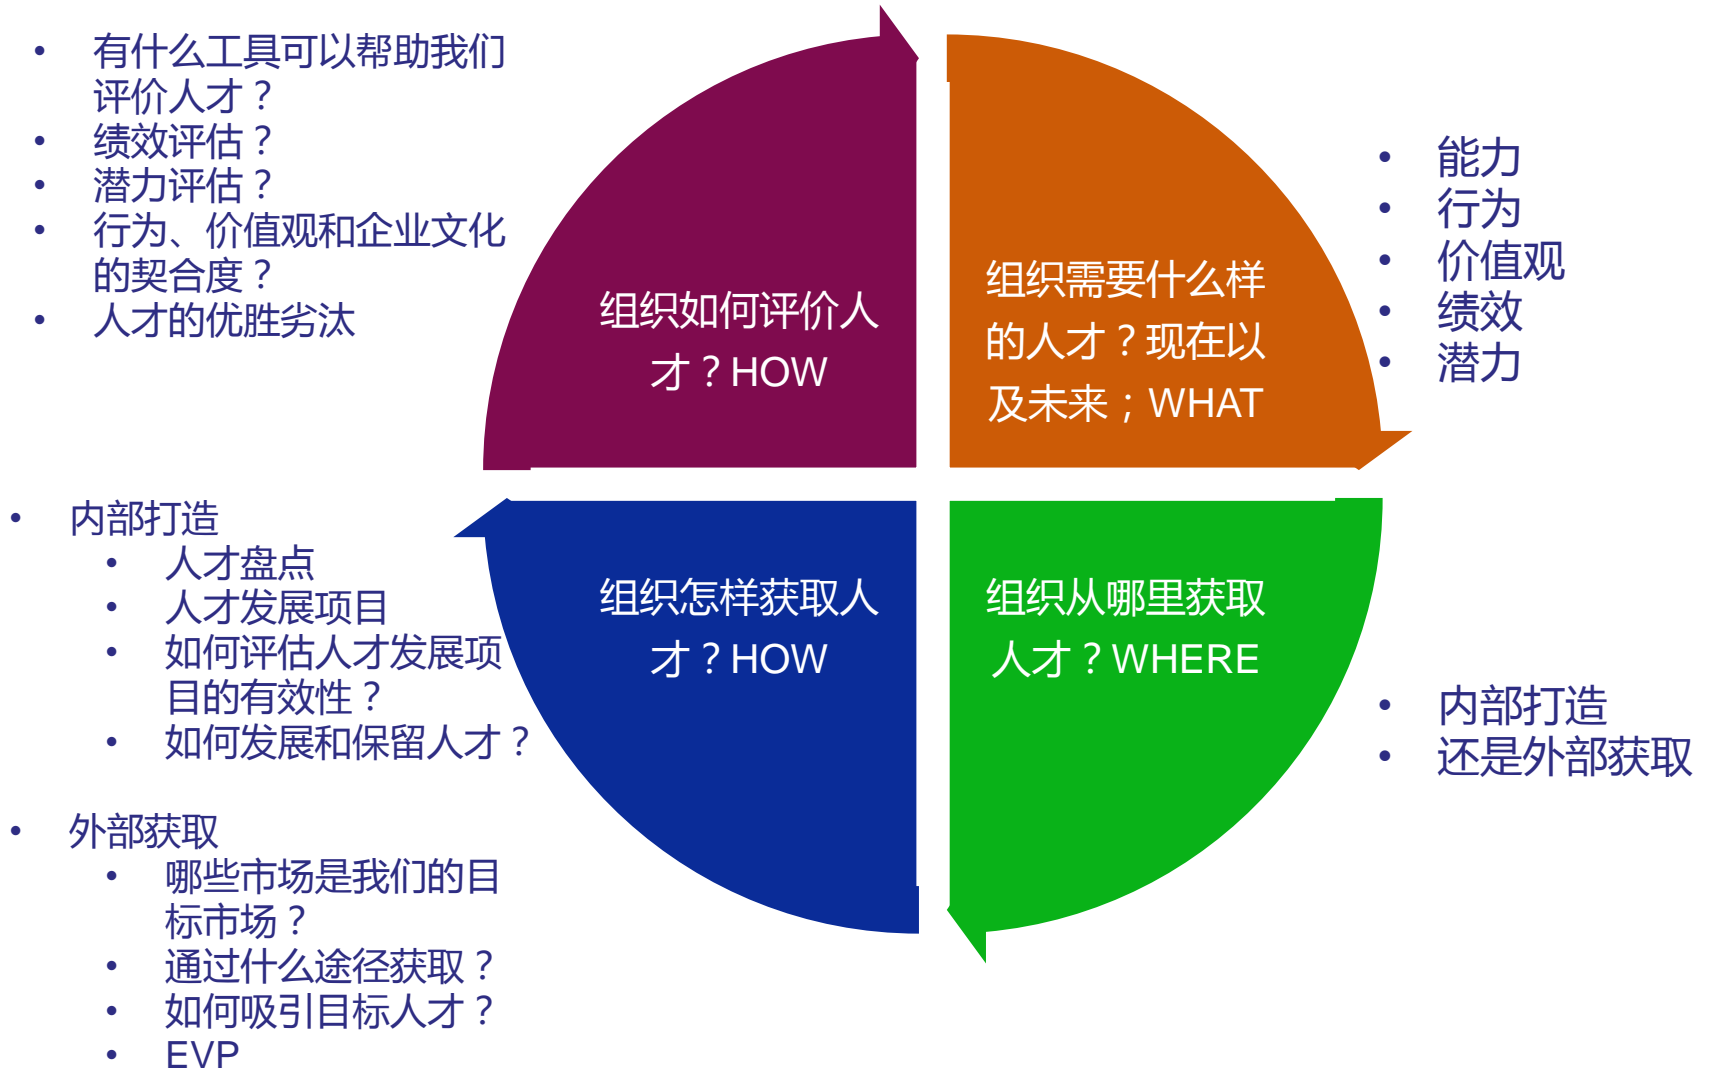 有什么工具可以帮助我们
评价人才？
绩效评估？
潜力评估？
行为、价值观和企业文化
的契合度？
人才的优胜劣汰
组织如何评价人
才？HOW
组织需要什么样
的人才？现在以
及未来；WHAT
能力
行为
价值观
绩效
潜力
内部打造
人才盘点
人才发展项目
如何评估人才发展项
目的有效性？
如何发展和保留人才？
外部获取
哪些市场是我们的目
标市场？
通过什么途径获取？
如何吸引目标人才？
EVP
组织怎样获取人
才？HOW
组织从哪里获取
人才？WHERE
内部打造
还是外部获取